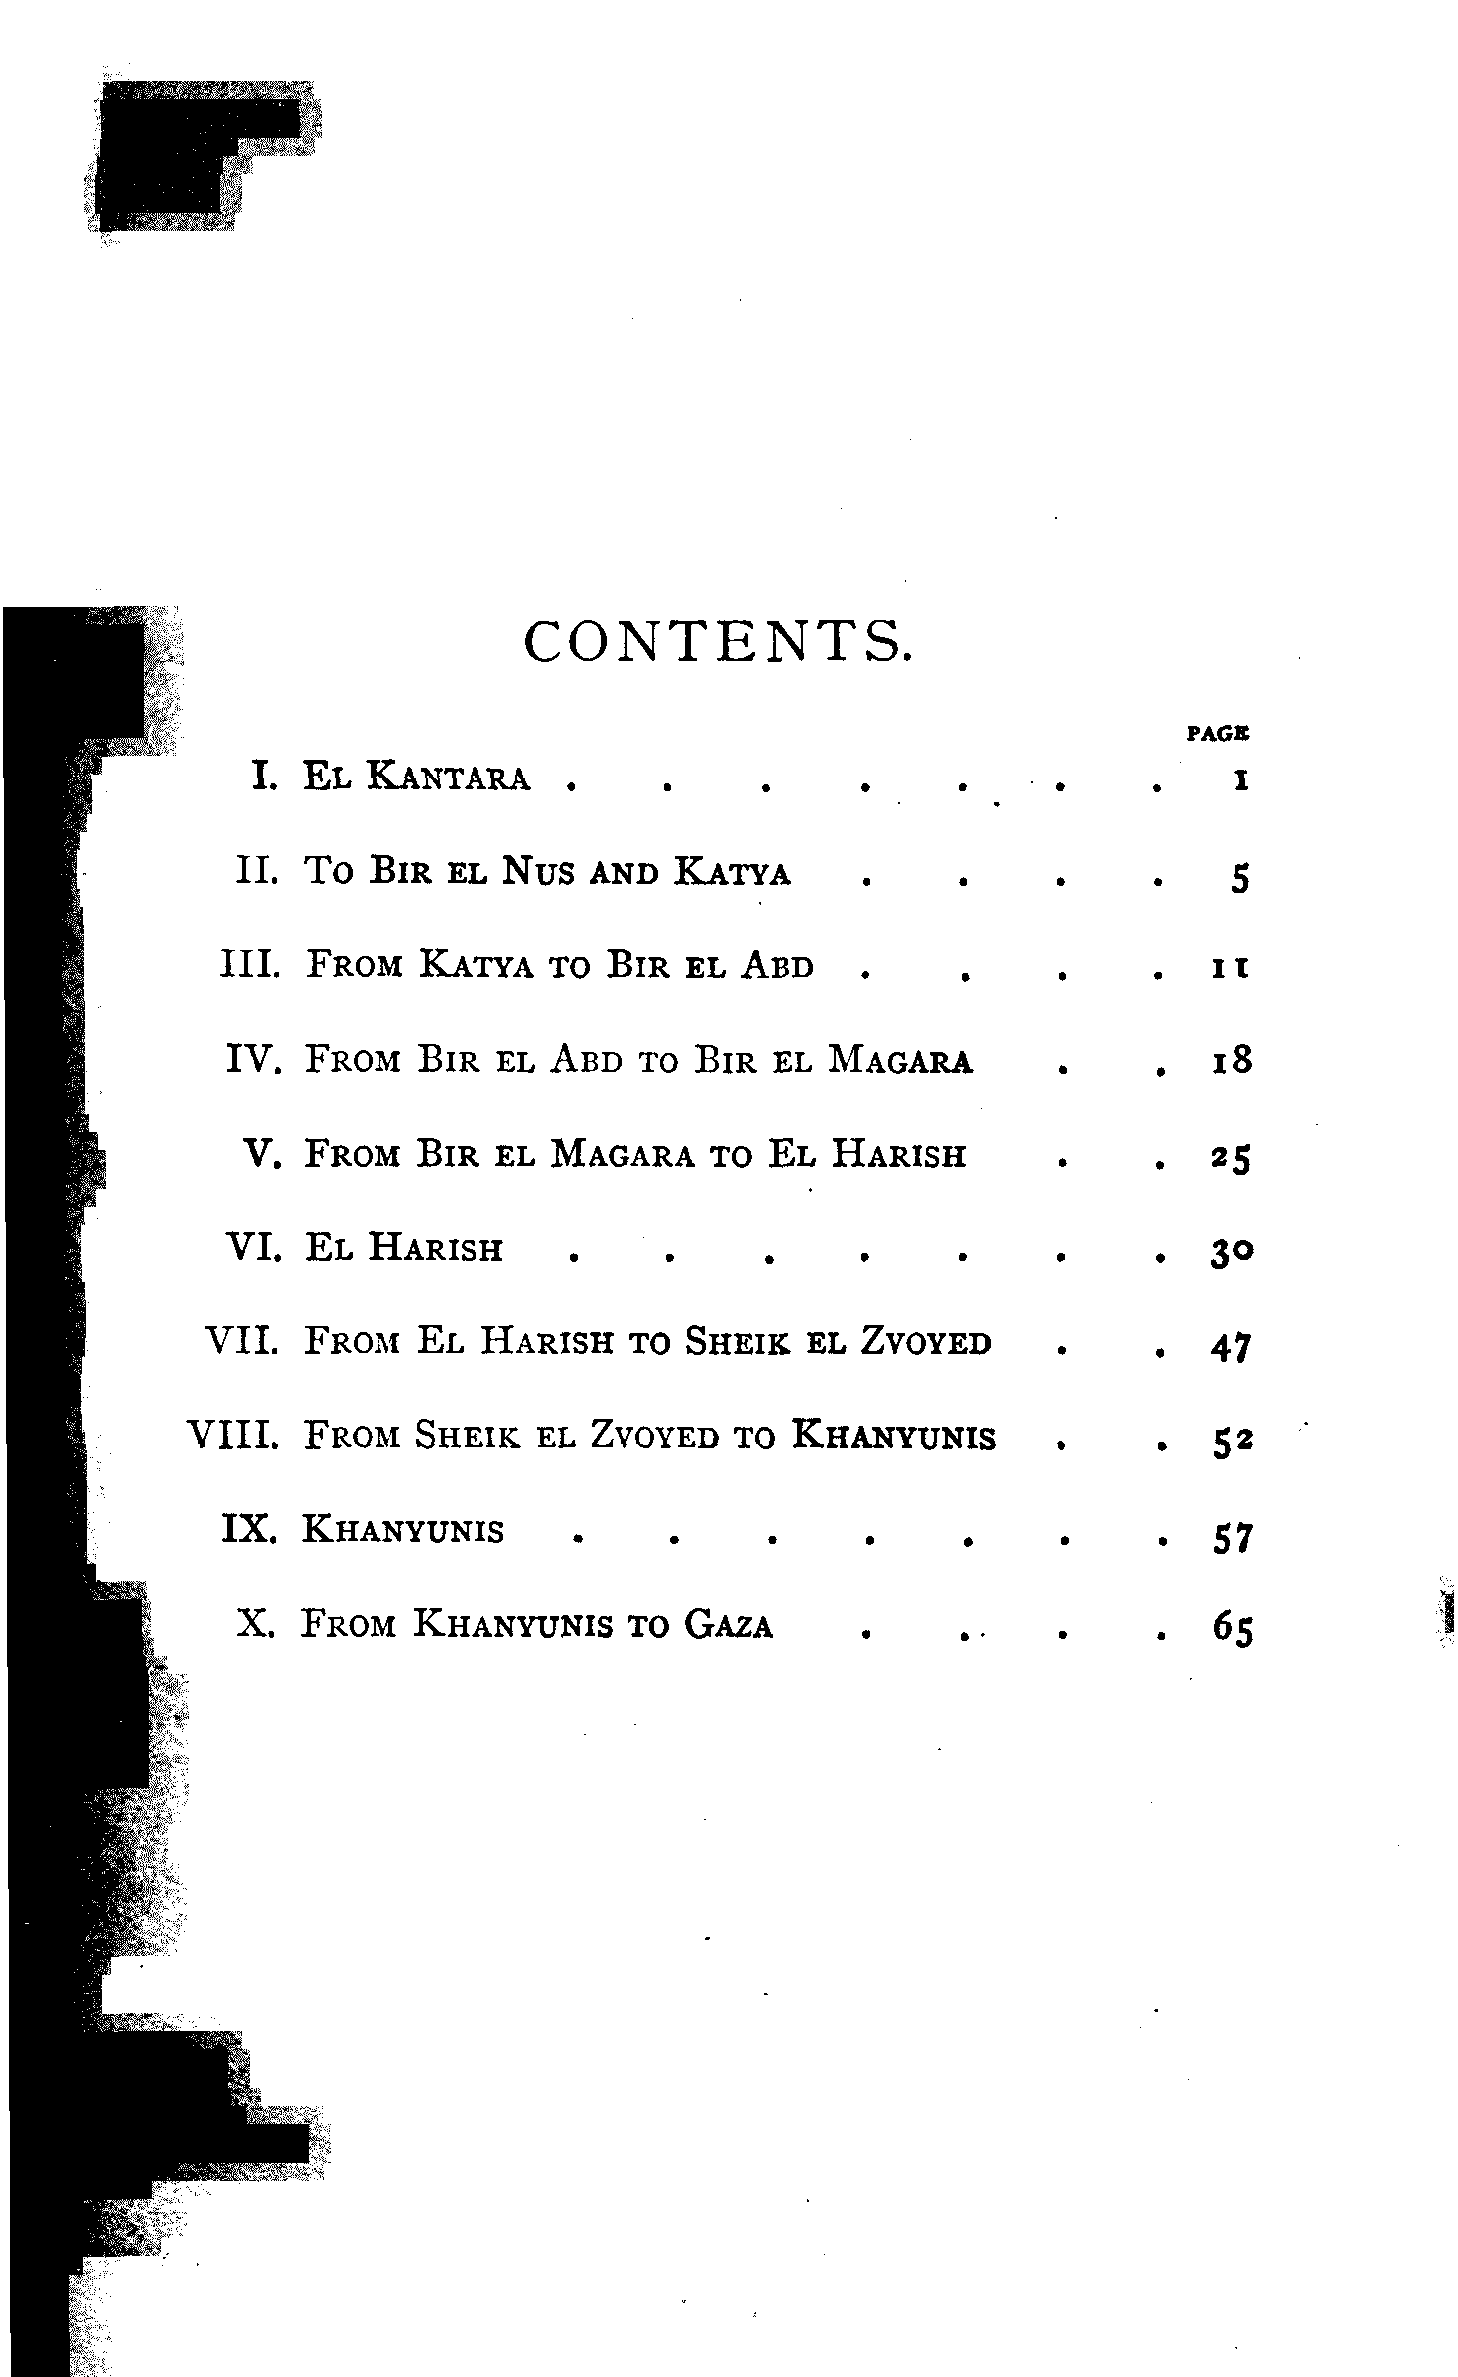 CONTENTS.
PAGE
I. EL KANTARA . . . . . . . 1
II. TO BIR EL NUS AND KATYA . . . . 5
III. FROM KATYA TO BIR EL ABD . . . . 11
IV. FROM BIR EL ABD TO BIR EL MAGARA . . 18
V. FROM BIR EL MAGARA TO EL HARISH . . 25
VI. EL HARISH . . . . . . . 30
VII. FROM EL HARISH TO SHEIK EL ZVOYED . . 47
VIII. FROM SHEIK EL ZVOYED TO KHANYUNIS . . 52
IX. KHANYUNIS . . . . . . . 57
X. FROM KHANYUNIS TO GAZA . . . . 65